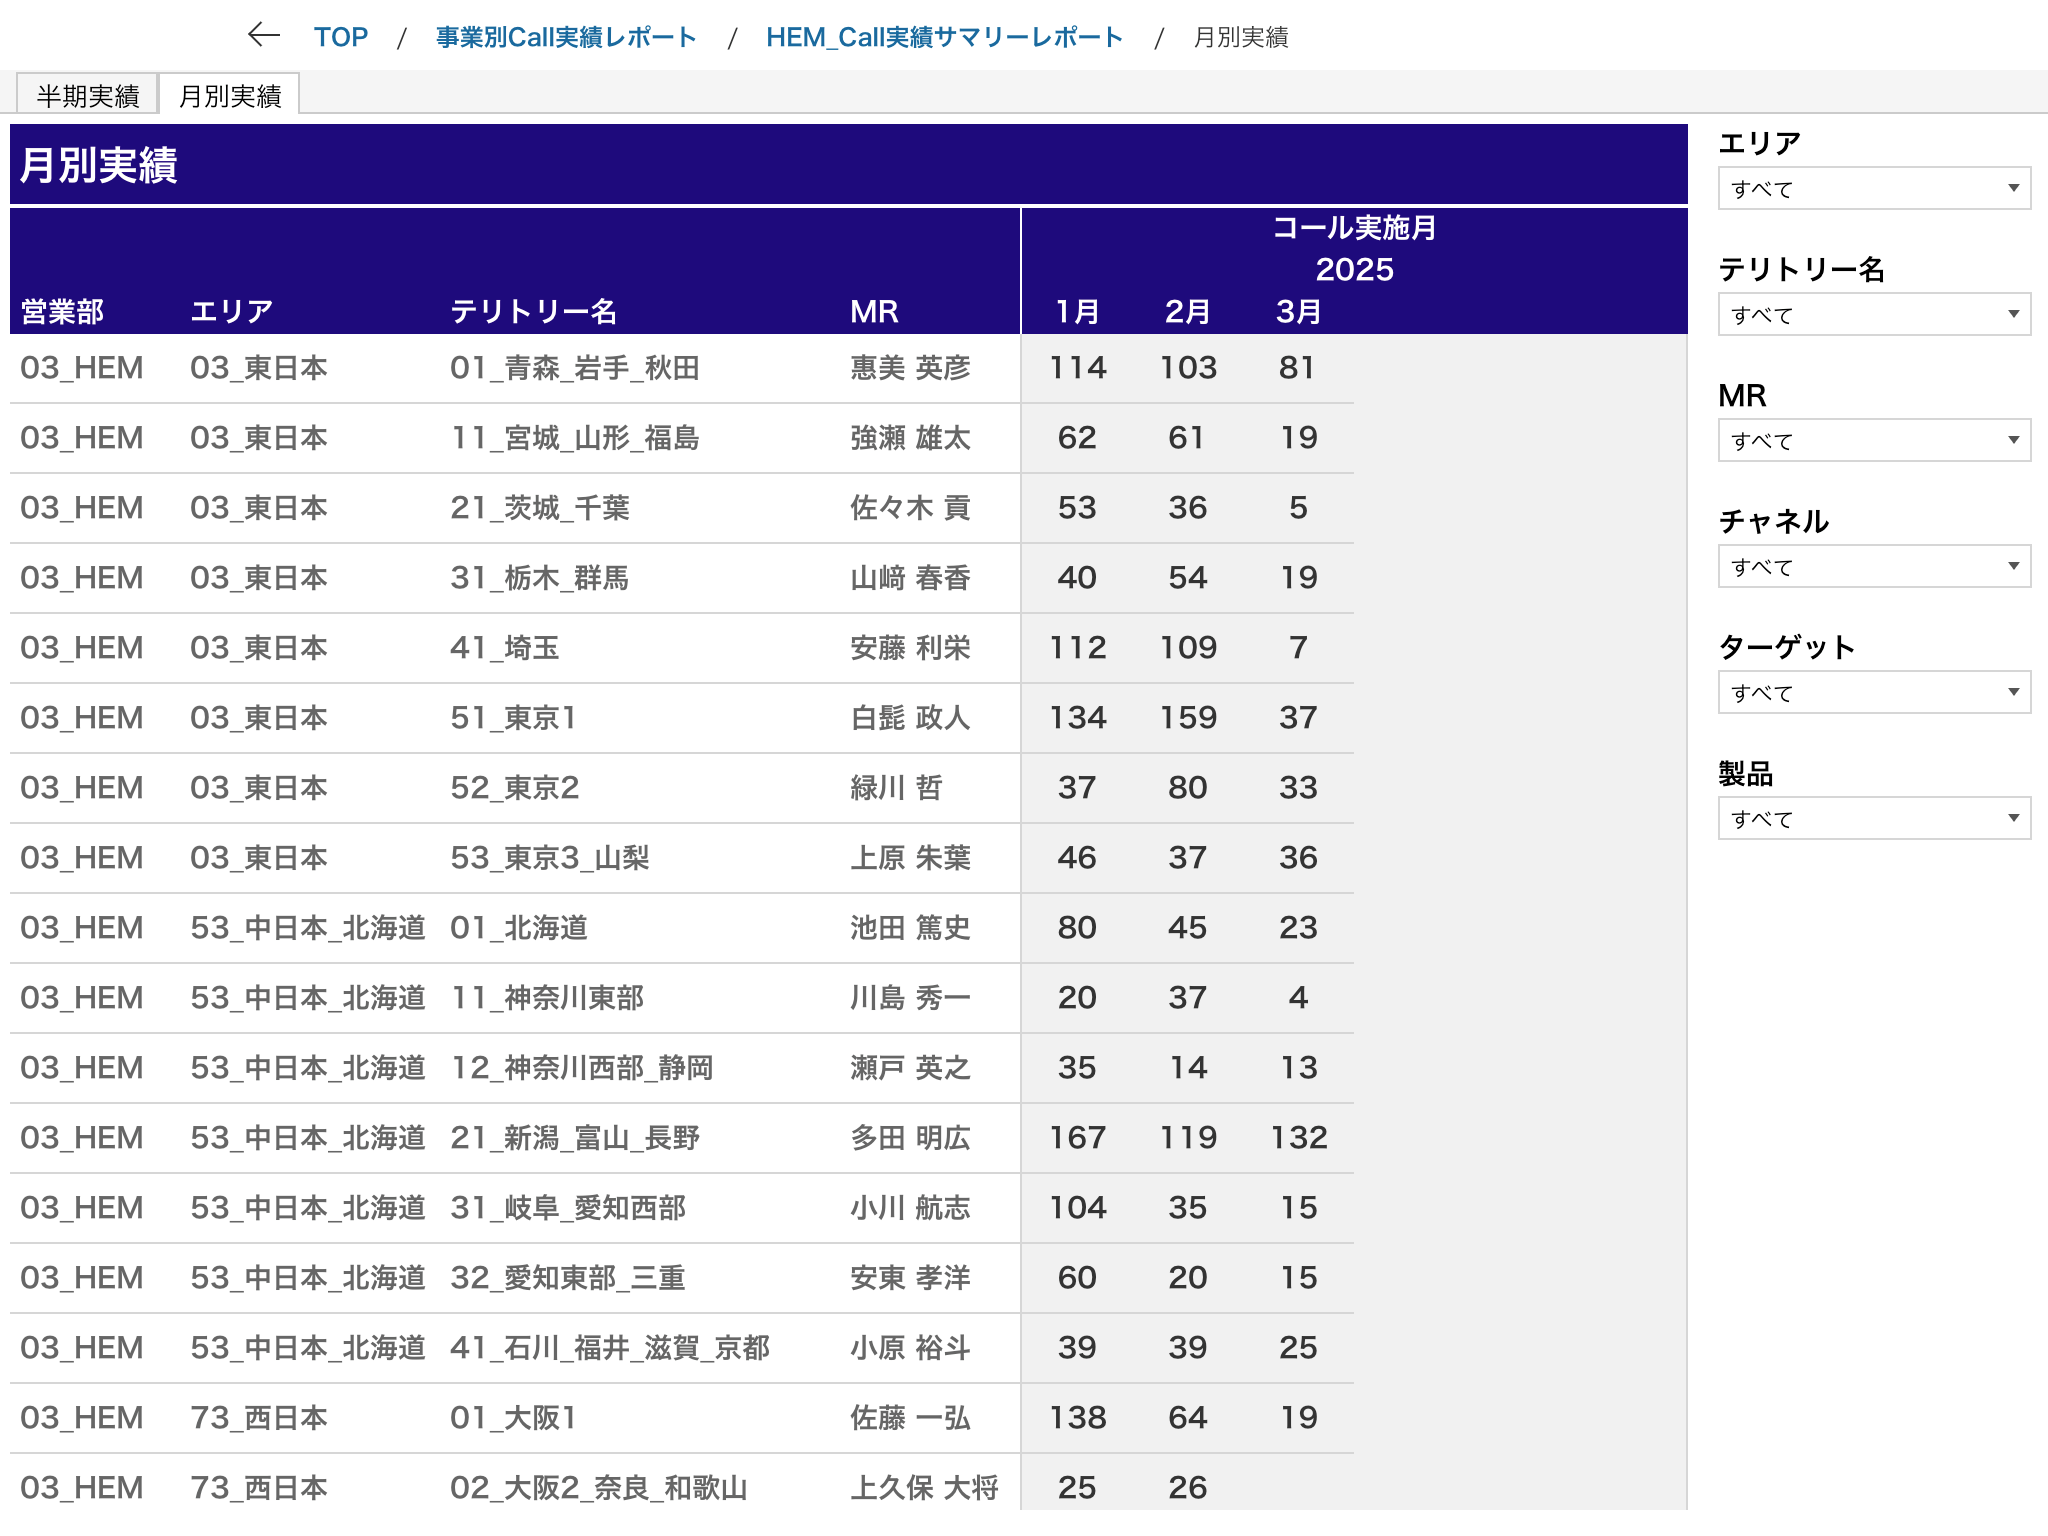 ← TOP / 事業別Call実績レポート / HEM_Call実績サマリーレポート / 月別実績
半期実績 月別実績
月別実績
コール実施月
2025
営業部 エリア テリトリー名 MR 1月 2月 3月
03_HEM 03_東日本 01_青森_岩手_秋田 惠美 英彦 114 103 81
03_HEM 03_東日本 11_宮城_山形_福島 強瀬 雄太 62 61 19
03_HEM 03_東日本 21_茨城_千葉 佐々木 貢 53 36 5
03_HEM 03_東日本 31_栃木_群馬 山﨑 春香 40 54 19
03_HEM 03_東日本 41_埼玉 安藤 利栄 112 109 7
03_HEM 03_東日本 51_東京1 白髭 政人 134 159 37
03_HEM 03_東日本 52_東京2 緑川 哲 37 80 33
03_HEM 03_東日本 53_東京3_山梨 上原 朱葉 46 37 36
03_HEM 53_中日本_北海道 01_北海道 池田 篤史 80 45 23
03_HEM 53_中日本_北海道 11_神奈川東部 川島 秀一 20 37 4
03_HEM 53_中日本_北海道 12_神奈川西部_静岡 瀬戸 英之 35 14 13
03_HEM 53_中日本_北海道 21_新潟_富山_長野 多田 明広 167 119 132
03_HEM 53_中日本_北海道 31_岐阜_愛知西部 小川 航志 104 35 15
03_HEM 53_中日本_北海道 32_愛知東部_三重 安東 孝洋 60 20 15
03_HEM 53_中日本_北海道 41_石川_福井_滋賀_京都 小原 裕斗 39 39 25
03_HEM 73_西日本 01_大阪1 佐藤 一弘 138 64 19
03_HEM 73_西日本 02_大阪2_奈良_和歌山 上久保 大将 25 26
エリア
すべて
テリトリー名
すべて
MR
すべて
チャネル
すべて
ターゲット
すべて
製品
すべて